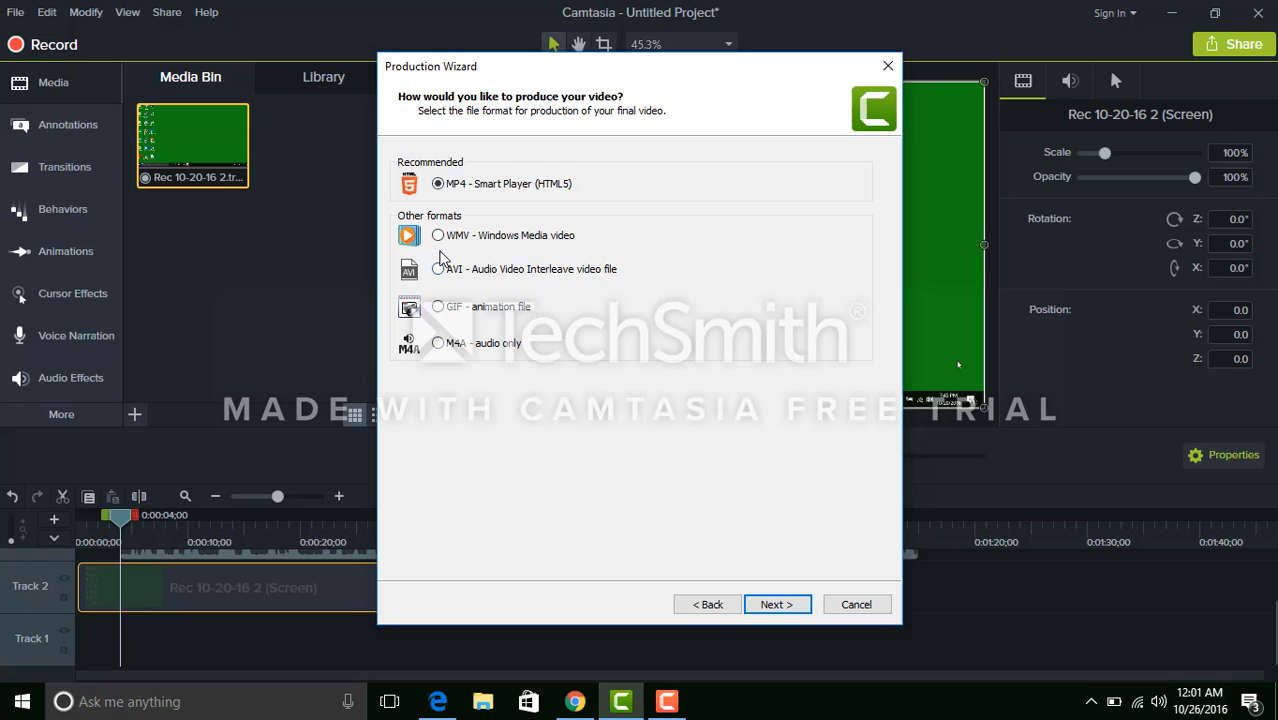 File Edit Modify View Share Help
Camtasia - Untitled Project*
Sign In
Record
45.3%
Share
Media
Annotations
Transitions
Behaviors
Animations
Cursor Effects
Voice Narration
Audio Effects
More
Media Bin
Library
Rec 10-20-16 2.tr...
Production Wizard
How would you like to produce your video?
Select the file format for production of your final video.
Recommended
MP4 - Smart Player (HTML5)
Other formats
WMV - Windows Media video
AVI - Audio Video Interleave video file
GIF - animation file
M4A - audio only
< Back
Next >
Cancel
TechSmith®
MADE WITH CAMTASIA FREE TRIAL
Rec 10-20-16 2 (Screen)
Scale 100%
Opacity 100%
Rotation: Z: 0.0°
Y: 0.0°
X: 0.0°
Position: X: 0.0
Y: 0.0
Z: 0.0
Properties
0:00:04;00
0:00:00;00 0:00:10;00 0:00:20;00 0:01:20;00 0:01:30;00 0:01:40;00
Track 2
Rec 10-20-16 2 (Screen)
Track 1
Ask me anything
12:01 AM
10/26/2016
3